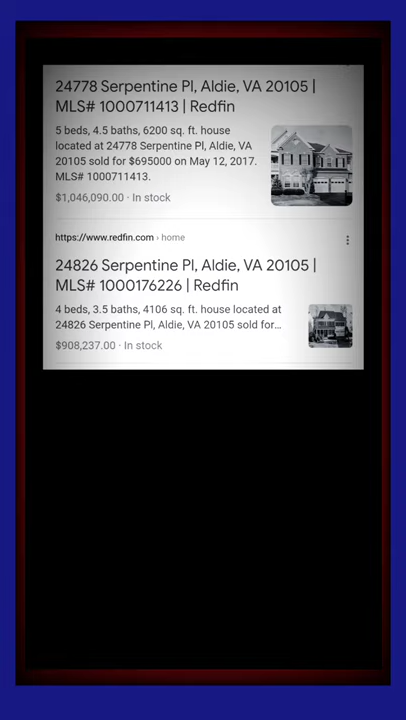 24778 Serpentine Pl, Aldie, VA 20105 |
MLS# 1000711413 | Redfin
5 beds, 4.5 baths, 6200 sq. ft. house
located at 24778 Serpentine Pl, Aldie, VA
20105 sold for $695000 on May 12, 2017.
MLS# 1000711413.
$1,046,090.00 · In stock
https://www.redfin.com › home
24826 Serpentine Pl, Aldie, VA 20105 |
MLS# 1000176226 | Redfin
4 beds, 3.5 baths, 4106 sq. ft. house located at
24826 Serpentine Pl, Aldie, VA 20105 sold for...
$908,237.00 · In stock